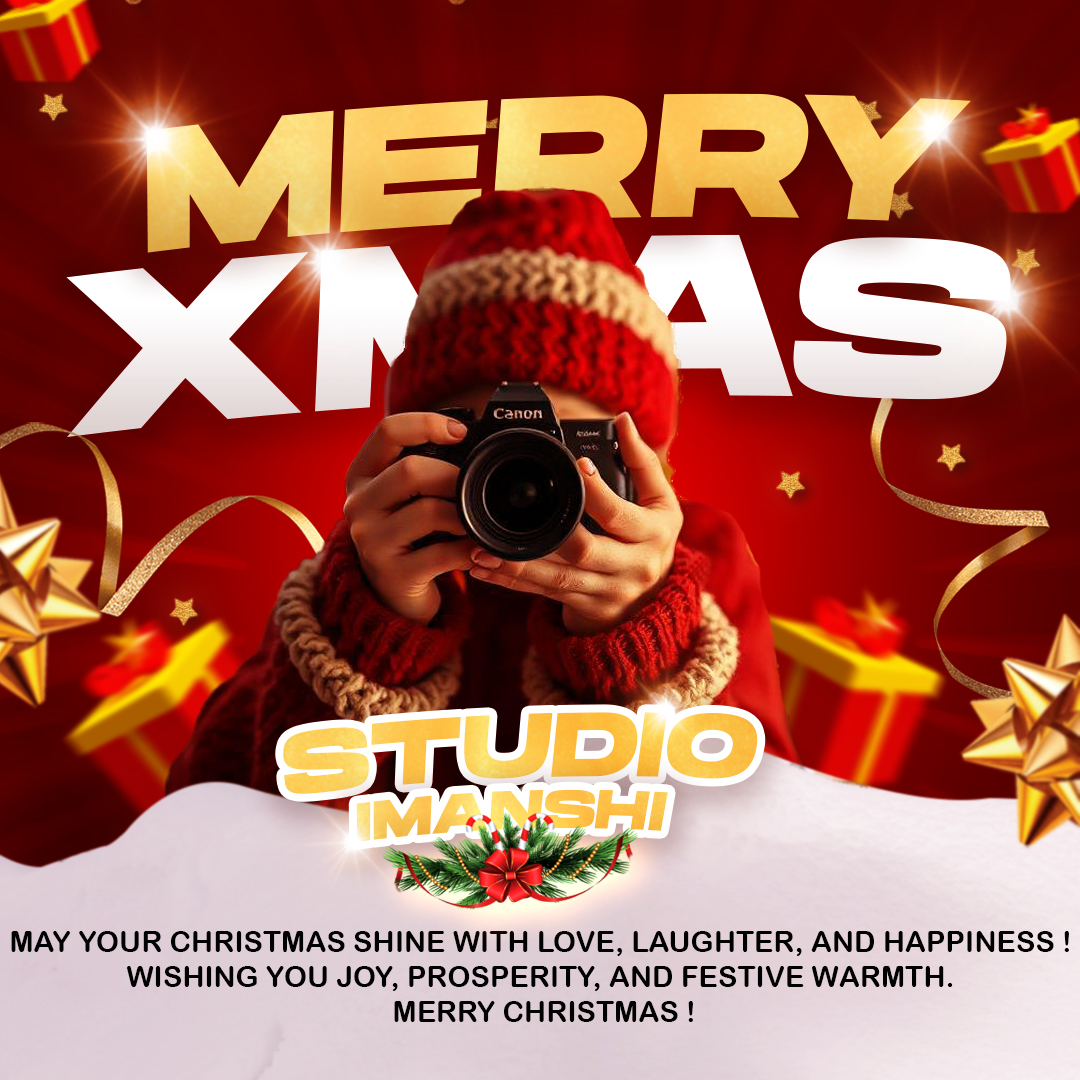 MERRY
XMAS
Canon
STUDIO
IMANSHI
MAY YOUR CHRISTMAS SHINE WITH LOVE, LAUGHTER, AND HAPPINESS !
WISHING YOU JOY, PROSPERITY, AND FESTIVE WARMTH.
MERRY CHRISTMAS !